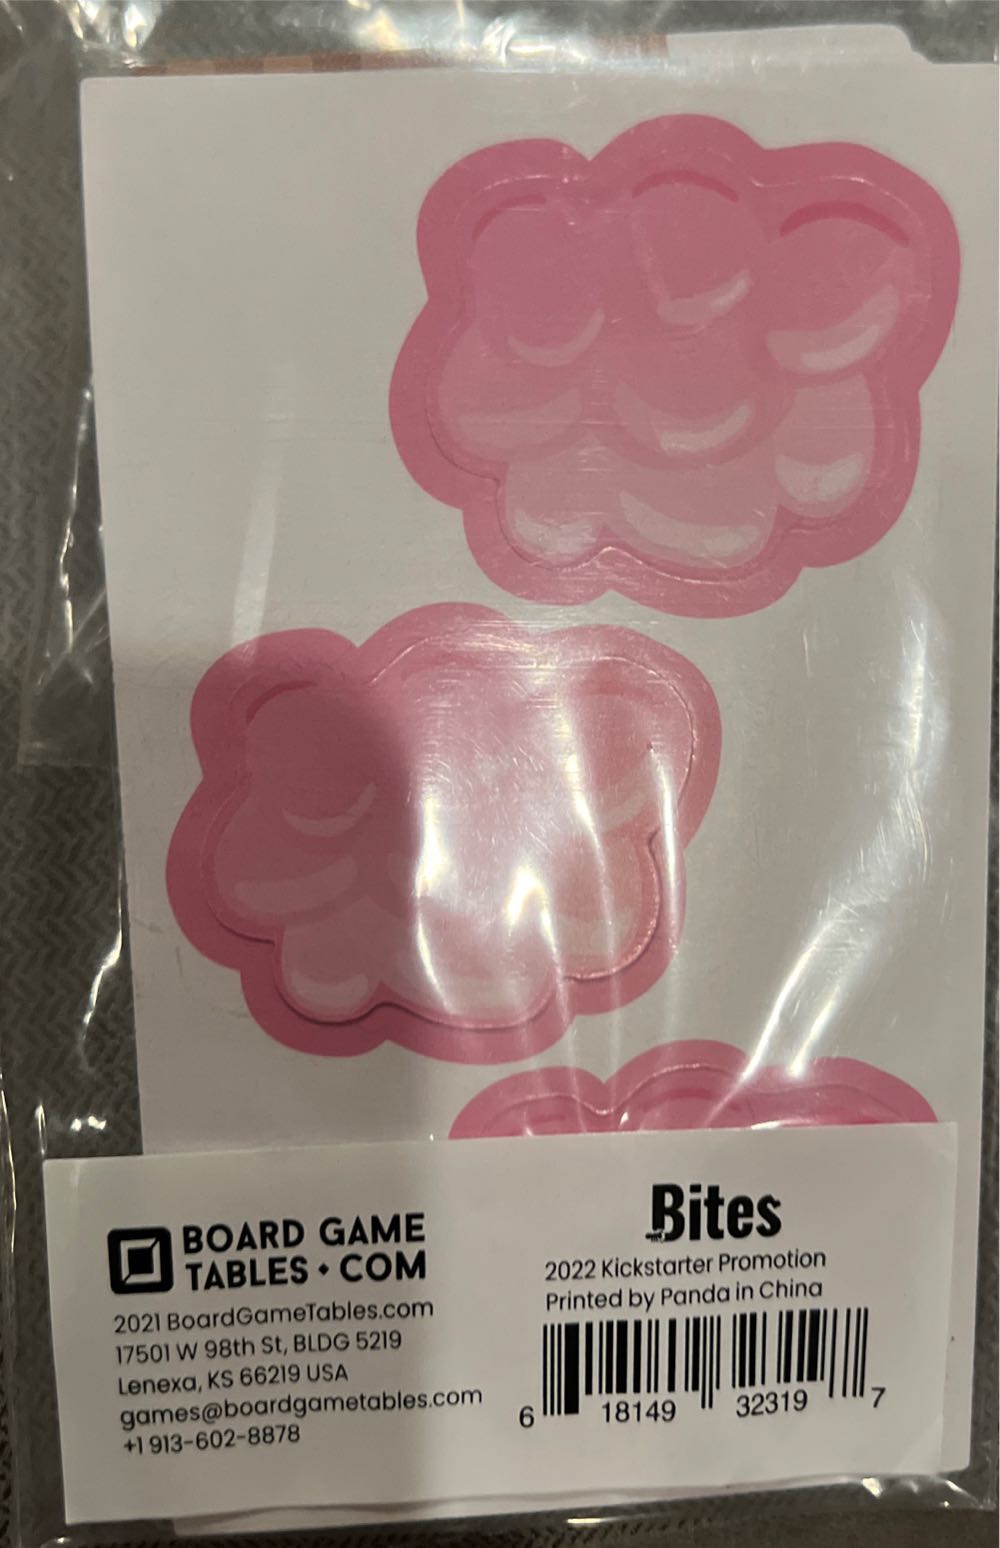 BOARD GAME
TABLES • COM
2021 BoardGameTables.com
17501 W 98th St, BLDG 5219
Lenexa, KS 66219 USA
games@boardgametables.com
+1 913-602-8878
Bites
2022 Kickstarter Promotion
Printed by Panda in China
6 18149 32319 7